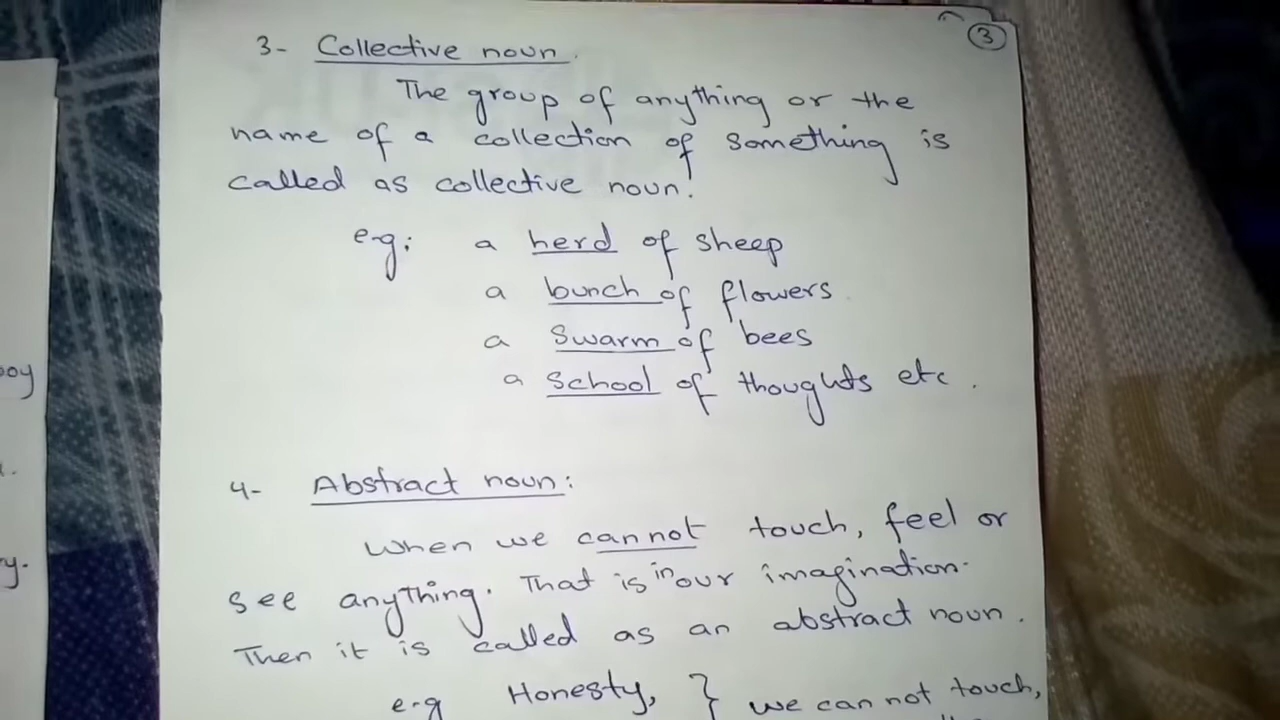 3
3- Collective noun.
The group of anything or the
name of a collection of something is
called as collective noun.
e-g: a herd of sheep
a bunch of flowers
a swarm of bees
a school of thoughts etc.
4- Abstract noun:
When we cannot touch, feel or
see anything. That is in our imagination.
Then it is called as an abstract noun.
e-g Honesty, } we can not touch,